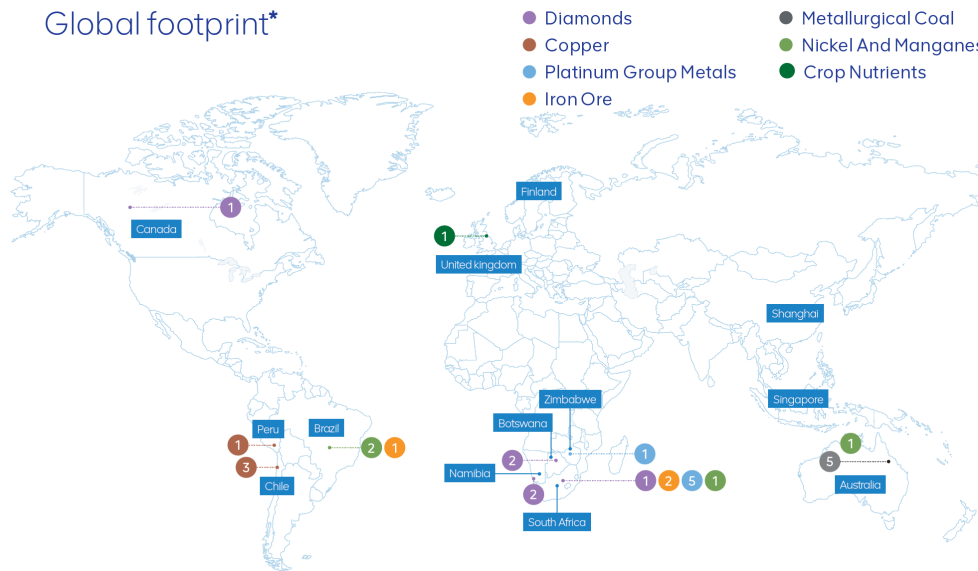 Global footprint*
Diamonds
Copper
Platinum Group Metals
Iron Ore
Metallurgical Coal
Nickel And Manganes
Crop Nutrients
Finland
1
Canada
1
United kingdom
Shanghai
Zimbabwe
Singapore
Botswana
Peru
Brazil
1
2 1
3
Chile
2
1
Namibia
2
1 2 5 1
South Africa
1
5
Australia